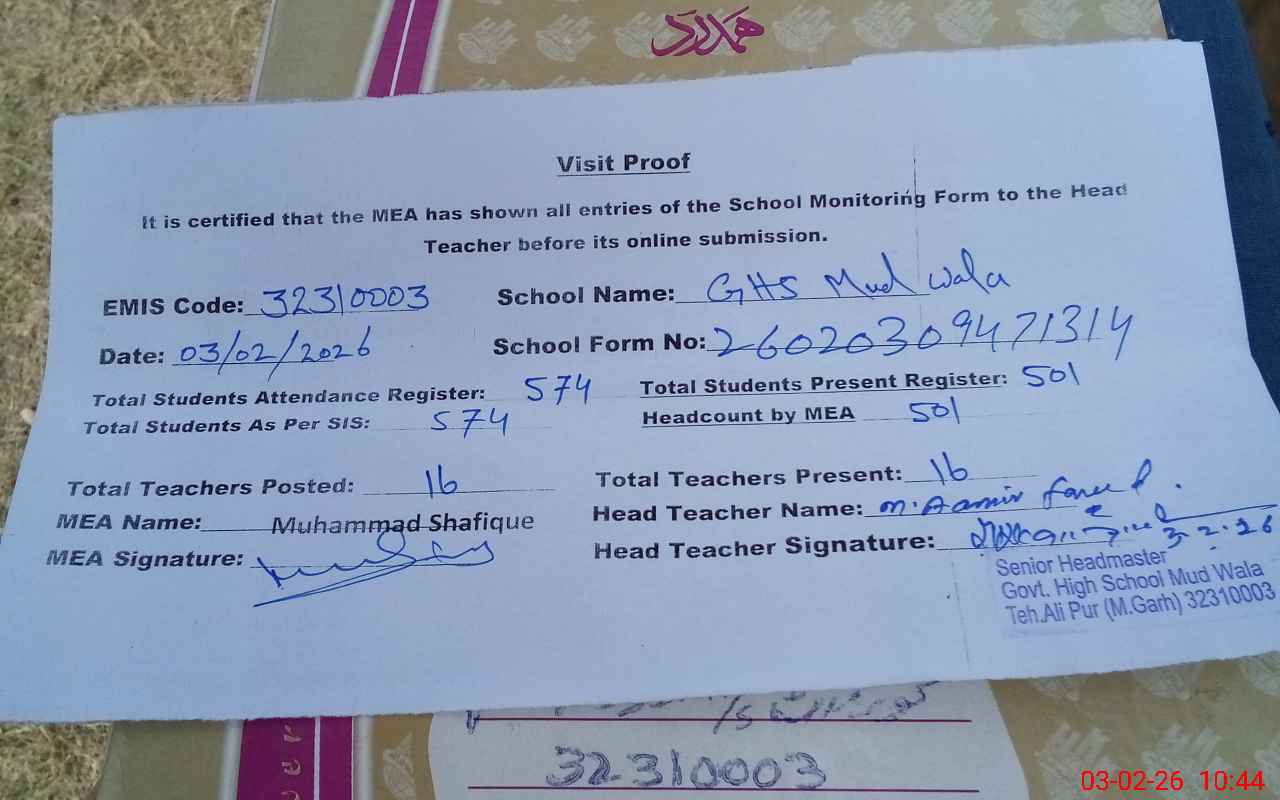 ہمدرد
Visit Proof
It is certified that the MEA has shown all entries of the School Monitoring Form to the Head
Teacher before its online submission.
EMIS Code: 32310003 School Name: GHS Mud Wala
Date: 03/02/2026 School Form No: 26020309471314
Total Students Attendance Register: 574 Total Students Present Register: 501
Total Students As Per SIS: 574 Headcount by MEA 501
Total Teachers Posted: 16 Total Teachers Present: 16
MEA Name: Muhammad Shafique Head Teacher Name: M. Aamir Fareed.
MEA Signature: Head Teacher Signature: 3.2.26
Senior Headmaster
Govt. High School Mud Wala
Teh.Ali Pur (M.Garh) 32310003
32310003
03-02-26 10:44